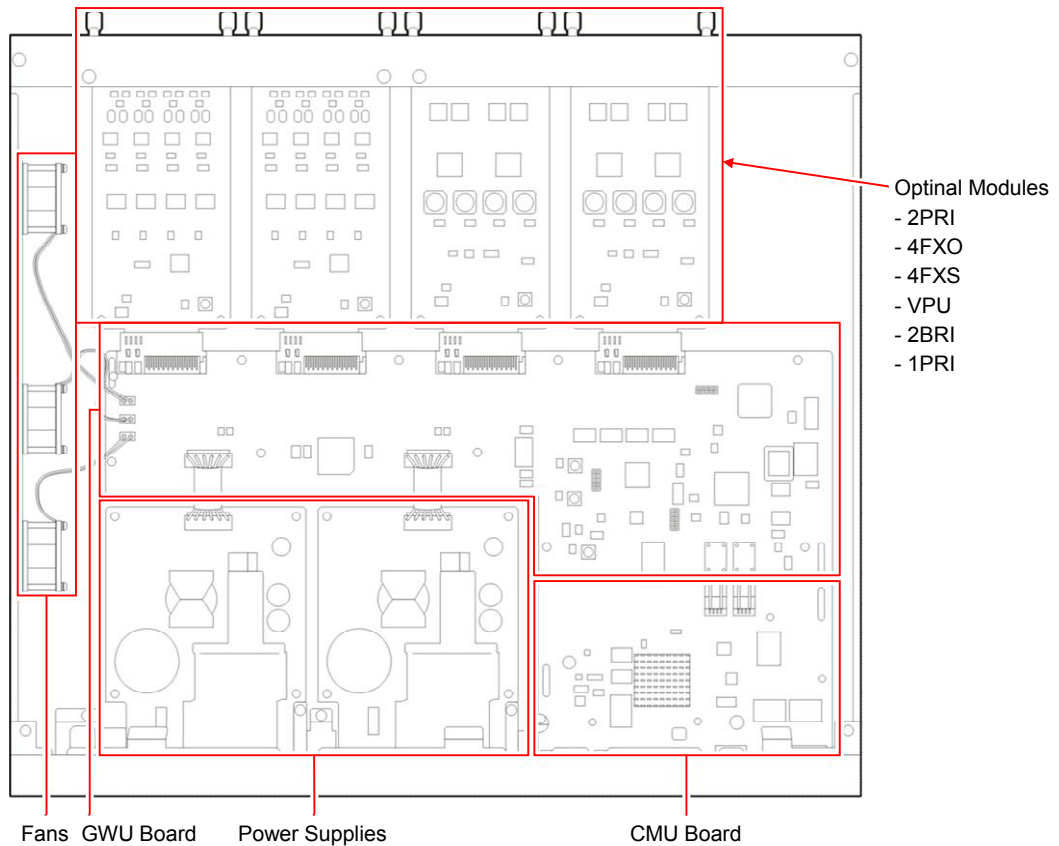 Optinal Modules
- 2PRI
- 4FXO
- 4FXS
- VPU
- 2BRI
- 1PRI
Fans GWU Board Power Supplies CMU Board